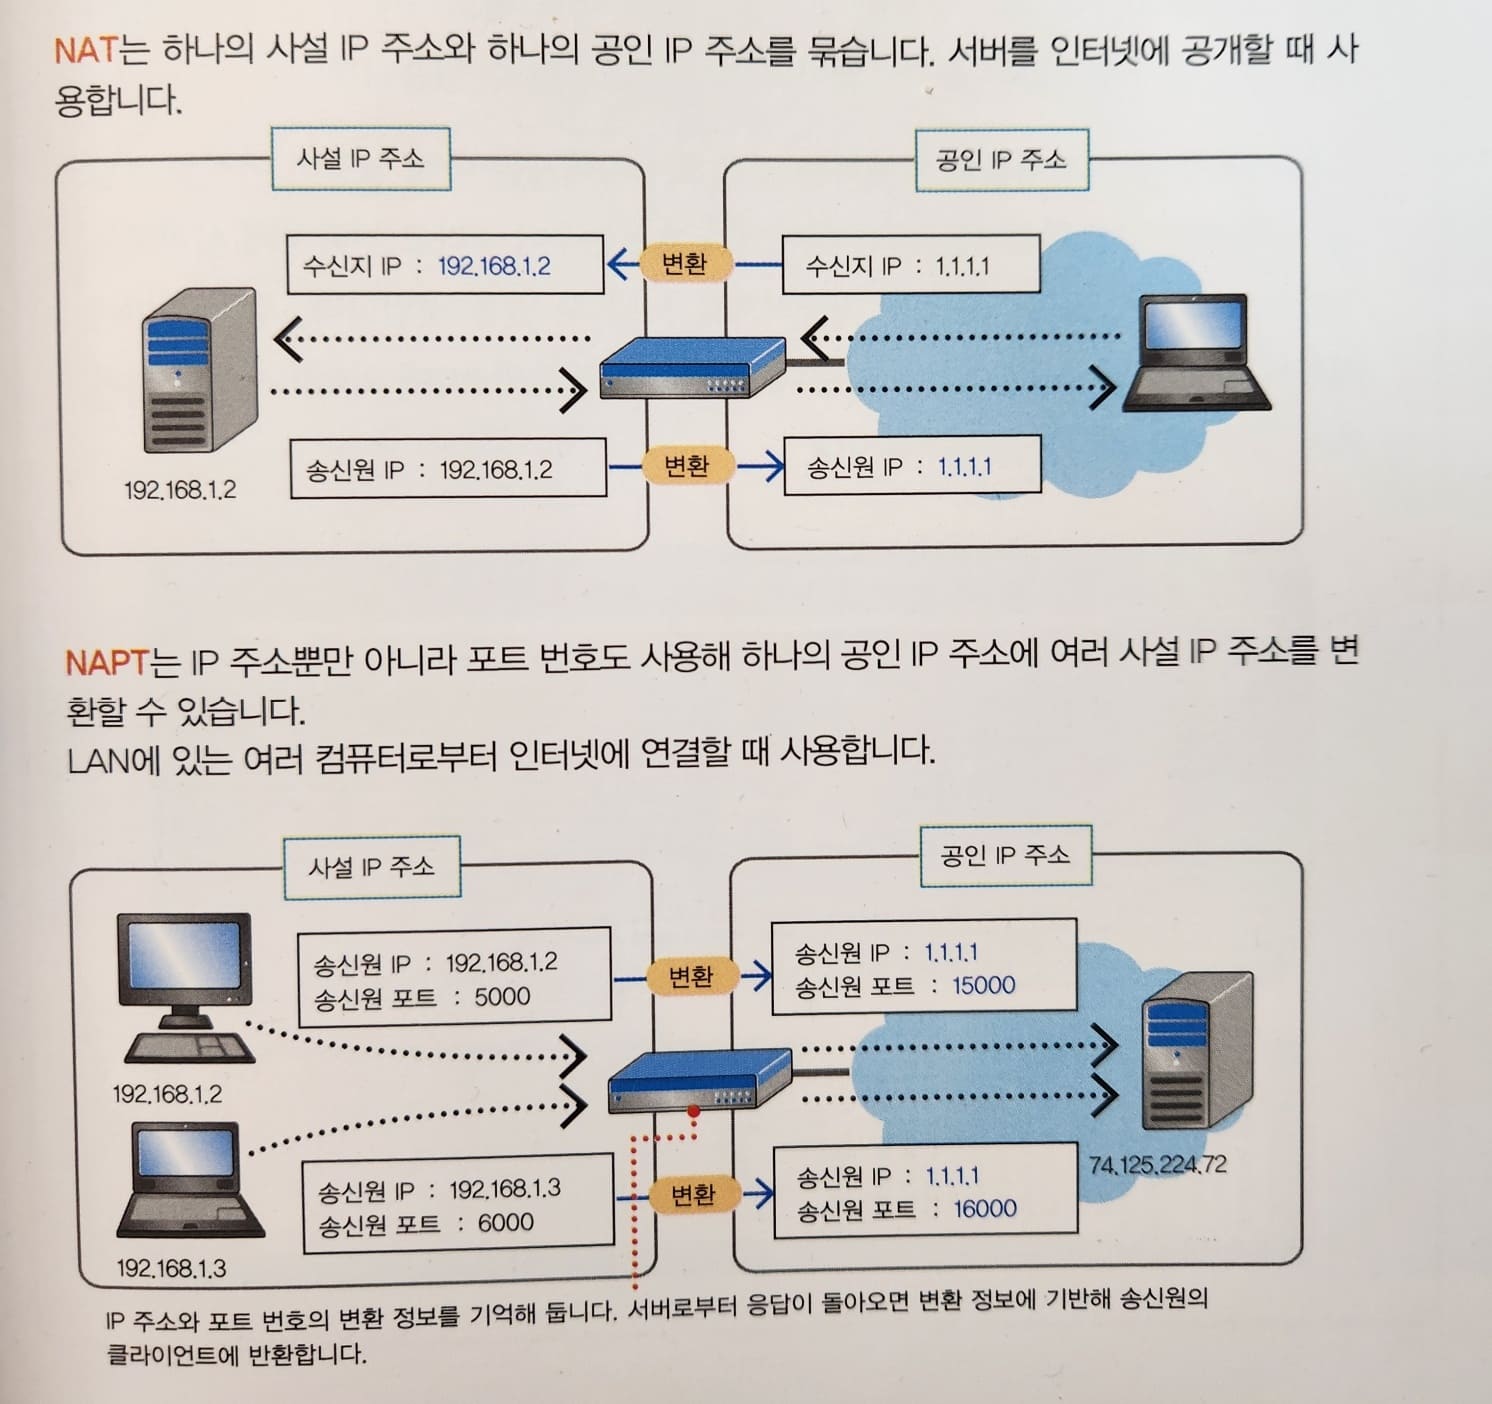 NAT는 하나의 사설 IP 주소와 하나의 공인 IP 주소를 묶습니다. 서버를 인터넷에 공개할 때 사
용합니다.
사설 IP 주소
공인 IP 주소
수신지 IP : 192.168.1.2
변환
수신지 IP : 1.1.1.1
송신원 IP : 192.168.1.2
변환
송신원 IP : 1.1.1.1
192.168.1.2
NAPT는 IP 주소뿐만 아니라 포트 번호도 사용해 하나의 공인 IP 주소에 여러 사설 IP 주소를 변
환할 수 있습니다.
LAN에 있는 여러 컴퓨터로부터 인터넷에 연결할 때 사용합니다.
사설 IP 주소
공인 IP 주소
송신원 IP : 192.168.1.2
송신원 포트 : 5000
변환
송신원 IP : 1.1.1.1
송신원 포트 : 15000
192.168.1.2
송신원 IP : 192.168.1.3
송신원 포트 : 6000
변환
송신원 IP : 1.1.1.1
송신원 포트 : 16000
74.125.224.72
192.168.1.3
IP 주소와 포트 번호의 변환 정보를 기억해 둡니다. 서버로부터 응답이 돌아오면 변환 정보에 기반해 송신원의
클라이언트에 반환합니다.